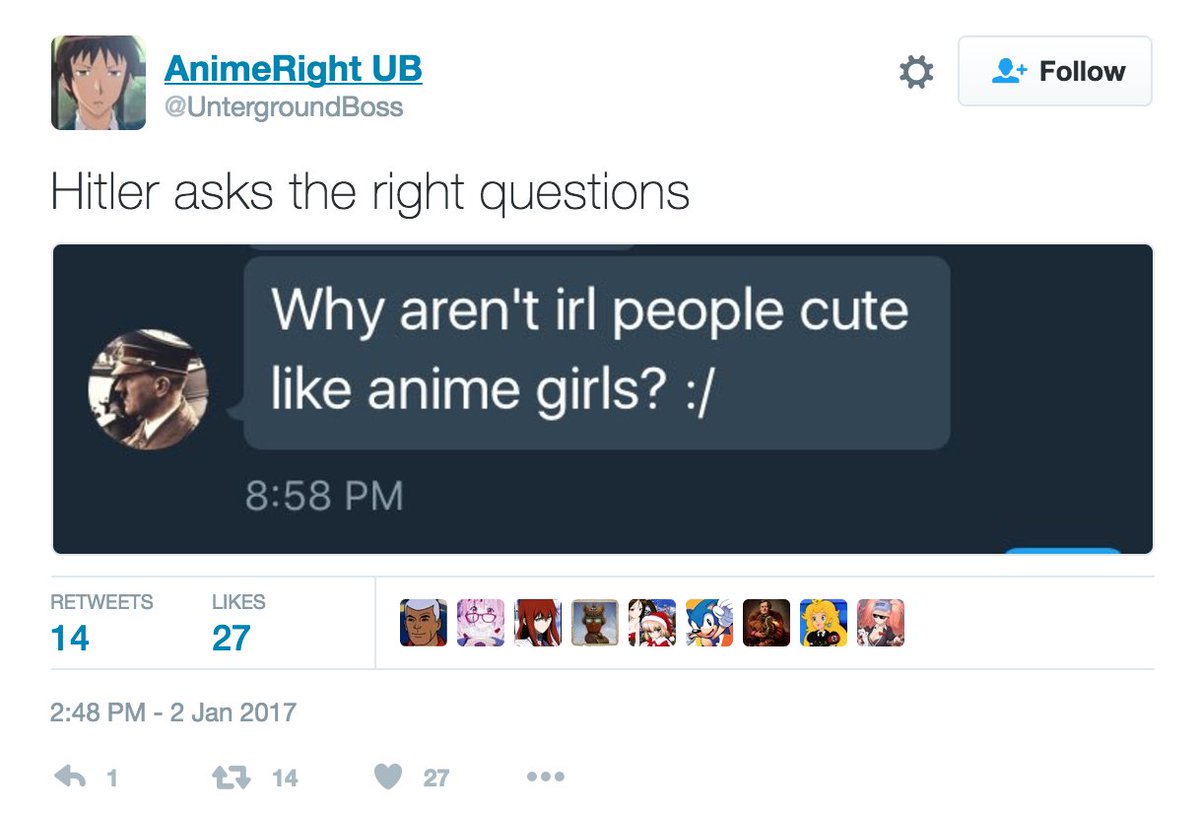 AnimeRight UB
@UntergroundBoss
Follow
Hitler asks the right questions
Why aren't irl people cute
like anime girls? :/
8:58 PM
RETWEETS
14
LIKES
27
2:48 PM - 2 Jan 2017
1
14
27